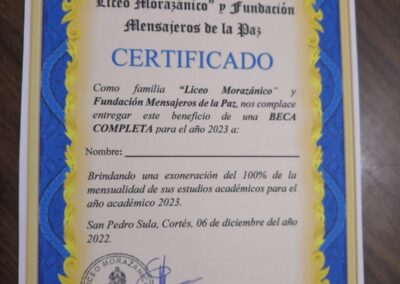 Liceo Morazánico" y Fundación
Mensajeros de la Paz
CERTIFICADO
Como familia "Liceo Morazánico" y
Fundación Mensajeros de la Paz, nos complace
entregar este beneficio de una BECA
COMPLETA para el año 2023 a:
Nombre:
Brindando una exoneración del 100% de la
mensualidad de sus estudios académicos para el
año académico 2023.
San Pedro Sula, Cortés, 06 de diciembre del año
2022.
LICEO MORAZANICO